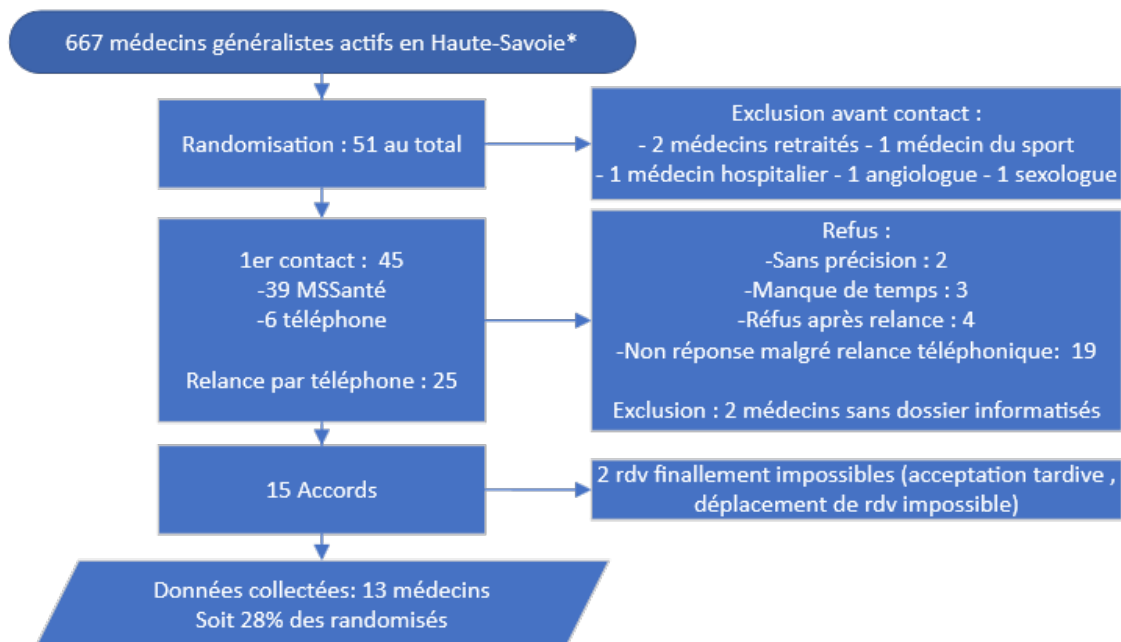 667 médecins généralistes actifs en Haute-Savoie*
Randomisation : 51 au total
Exclusion avant contact :
- 2 médecins retraités - 1 médecin du sport
- 1 médecin hospitalier - 1 angiologue - 1 sexologue
1er contact :  45
-39 MSSanté
-6 téléphone
Relance par téléphone : 25
Refus :
-Sans précision : 2
-Manque de temps : 3
-Réfus après relance : 4
-Non réponse malgré relance téléphonique:  19
Exclusion : 2 médecins sans dossier informatisés
15 Accords
2 rdv finallement impossibles (acceptation tardive ,
déplacement de rdv impossible)
Données collectées: 13 médecins
Soit 28% des randomisés